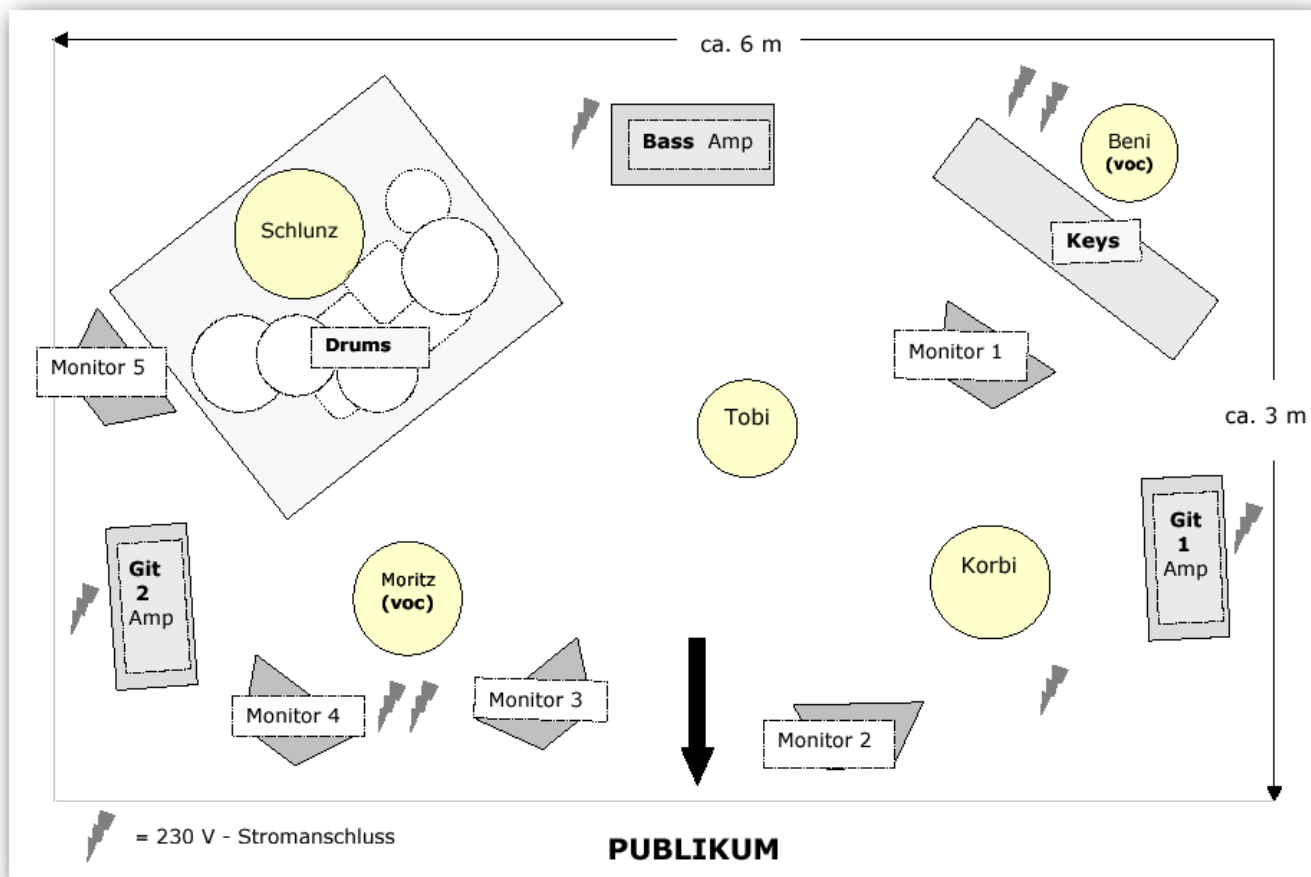 ca. 6 m
Bass Amp
Beni
(voc)
Schlunz
Keys
Drums
Monitor 5
Monitor 1
Tobi
ca. 3 m
Git
1
Amp
Git
2
Amp
Moritz
(voc)
Korbi
Monitor 4
Monitor 3
Monitor 2
= 230 V - Stromanschluss
PUBLIKUM